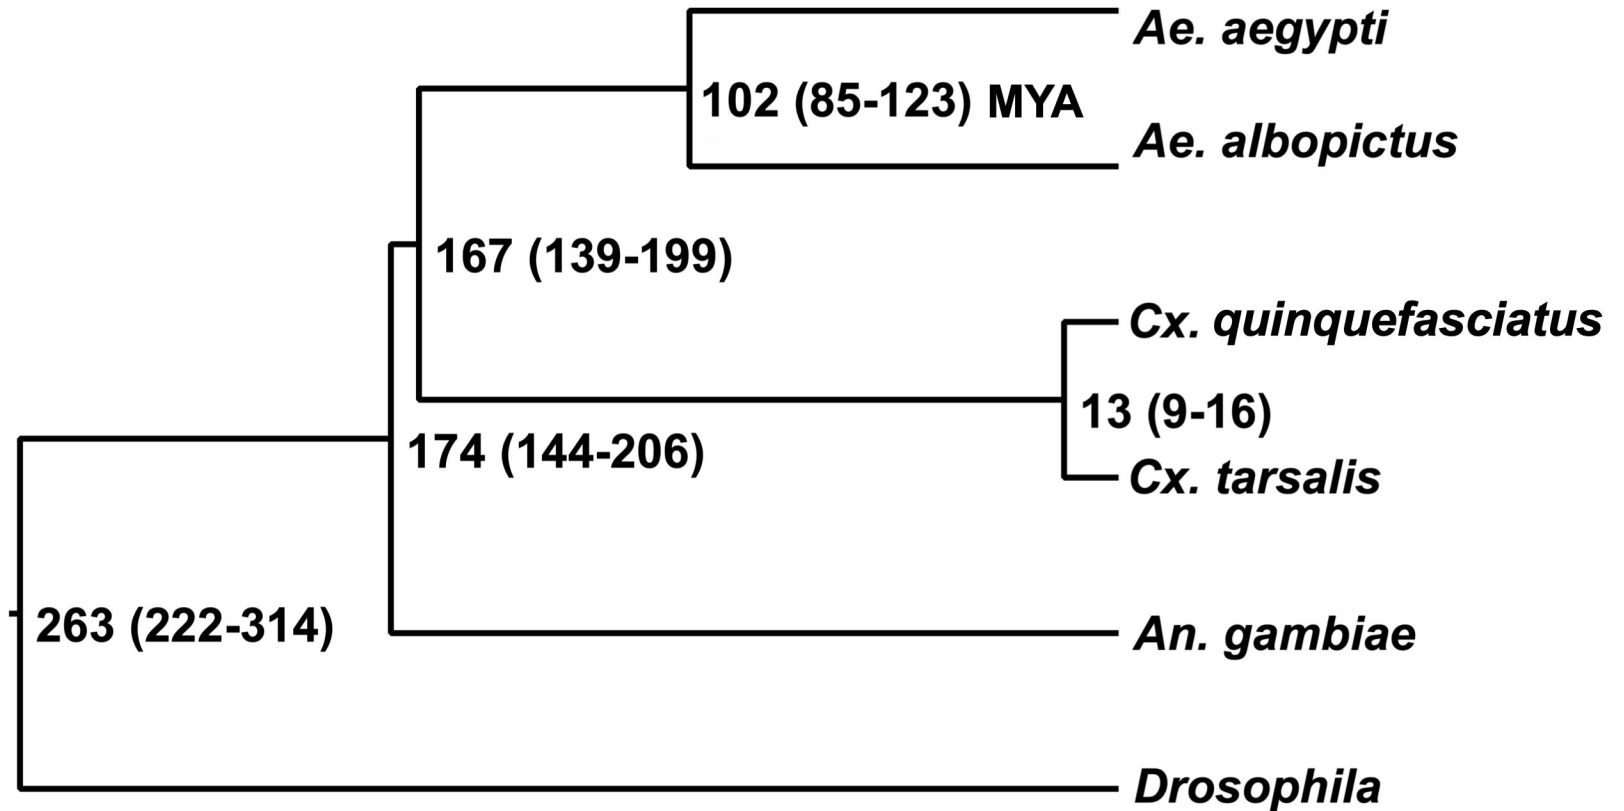 Ae. aegypti
102 (85-123) MYA
Ae. albopictus
167 (139-199)
Cx. quinquefasciatus
13 (9-16)
174 (144-206)
Cx. tarsalis
263 (222-314)
An. gambiae
Drosophila